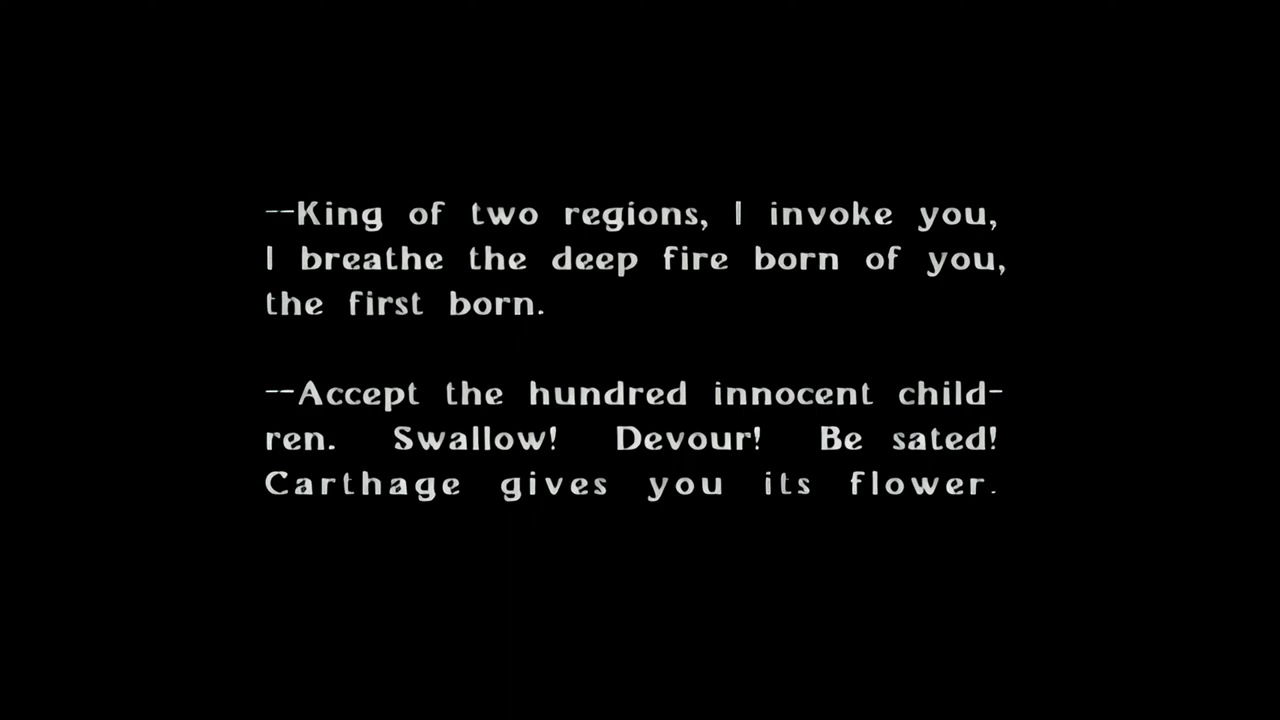 --King of two regions, I invoke you,
I breathe the deep fire born of you,
the first born.
--Accept the hundred innocent child-
ren. Swallow! Devour! Be sated!
Carthage gives you its flower.